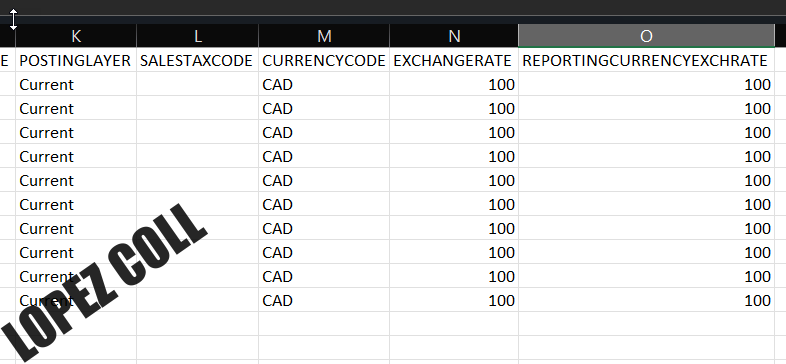 K L M N O
E POSTINGLAYER SALESTAXCODE CURRENCYCODE EXCHANGERATE REPORTINGCURRENCYEXCHRATE
Current CAD 100 100
Current CAD 100 100
Current CAD 100 100
Current CAD 100 100
Current CAD 100 100
Current CAD 100 100
Current CAD 100 100
Current CAD 100 100
Current CAD 100 100
Current CAD 100 100
LOPEZ COLL